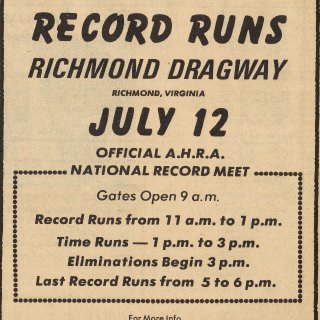 RECORD RUNS
RICHMOND DRAGWAY
RICHMOND, VIRGINIA
JULY 12
OFFICIAL A.H.R.A.
NATIONAL RECORD MEET
Gates Open 9 a.m.
Record Runs from 11 a.m. to 1 p.m.
Time Runs — 1 p.m. to 3 p.m.
Eliminations Begin 3 p.m.
Last Record Runs from 5 to 6 p.m.
For More Info